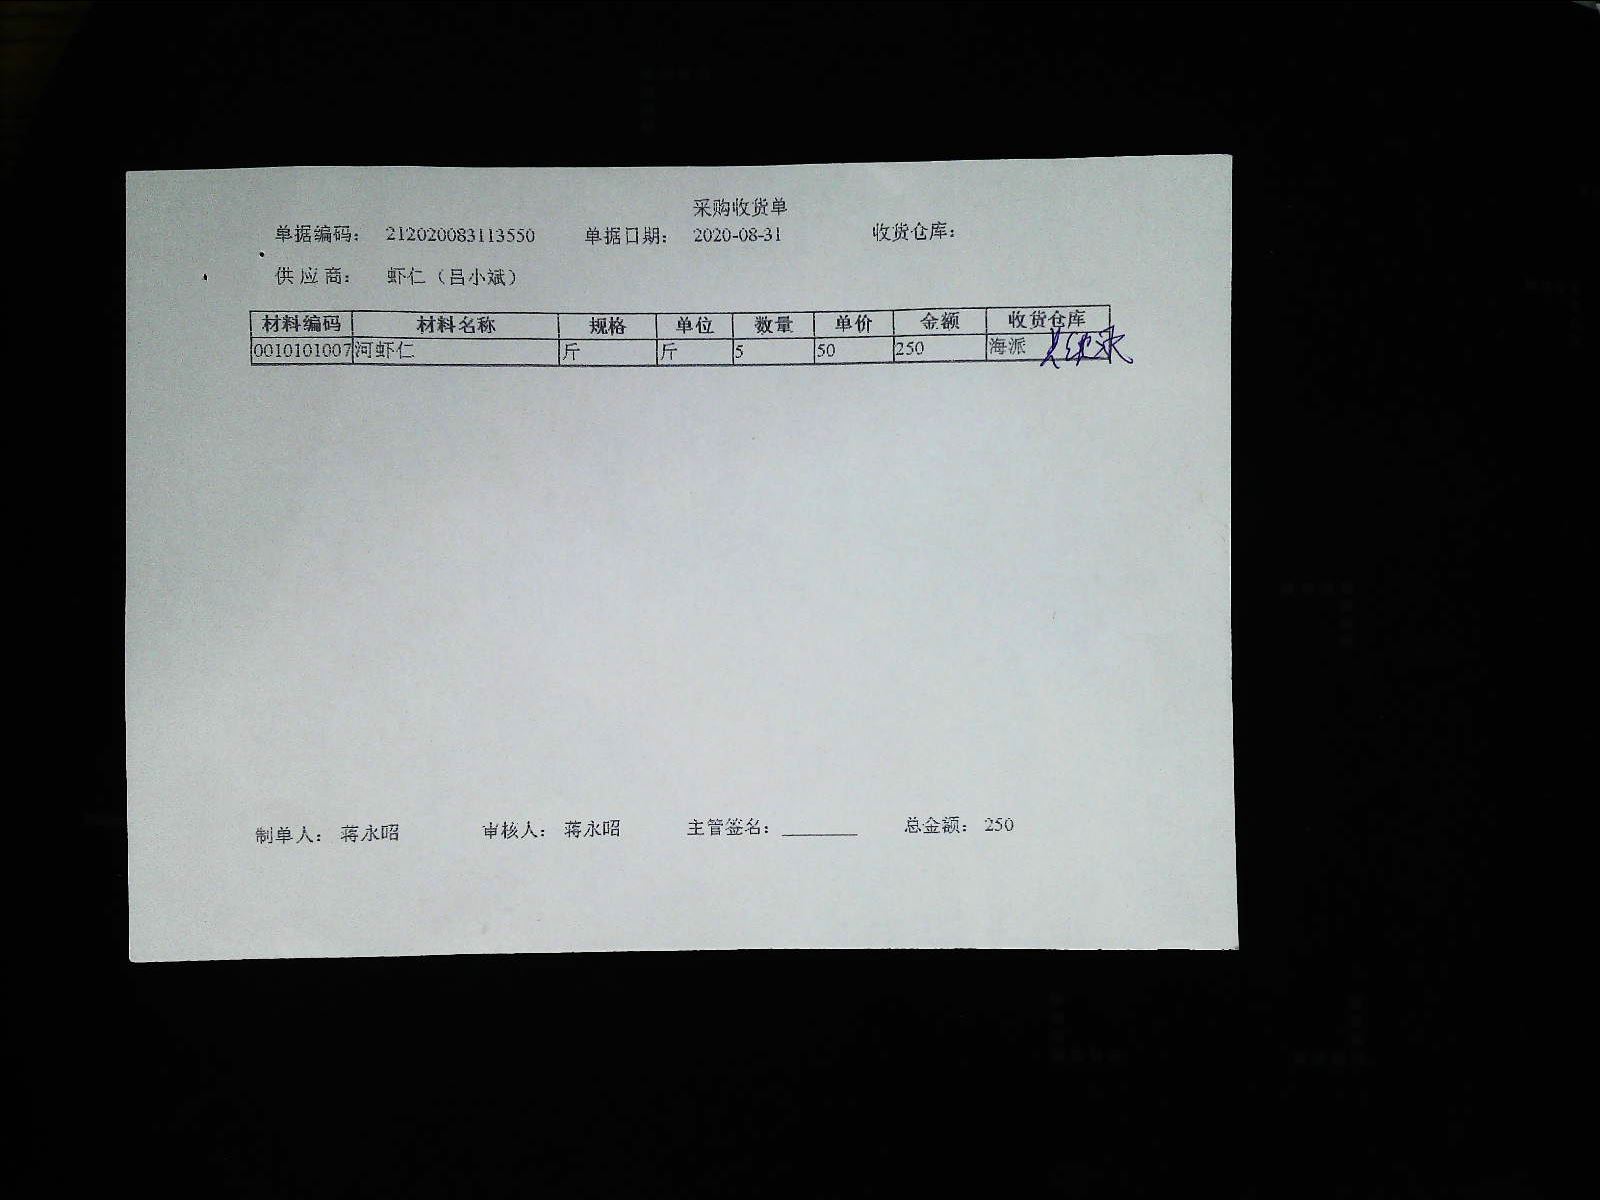 采购收货单
单据编码： 212020083113550 单据日期： 2020-08-31 收货仓库：
供 应 商： 虾仁（吕小斌）
材料编码 材料名称 规格 单位 数量 单价 金额 收货仓库
0010101007 河虾仁 斤 斤 5 50 250 海派
制单人： 蒋永昭 审核人： 蒋永昭 主管签名：________ 总金额： 250